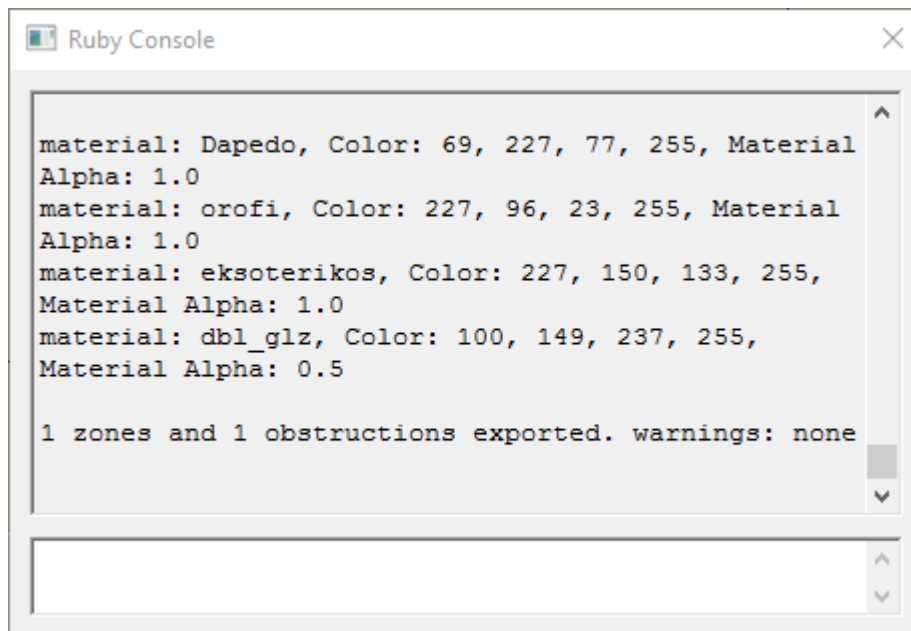 Ruby Console
material: Dapedo, Color: 69, 227, 77, 255, Material
Alpha: 1.0
material: orofi, Color: 227, 96, 23, 255, Material
Alpha: 1.0
material: eksoterikos, Color: 227, 150, 133, 255,
Material Alpha: 1.0
material: dbl_glz, Color: 100, 149, 237, 255,
Material Alpha: 0.5
1 zones and 1 obstructions exported. warnings: none